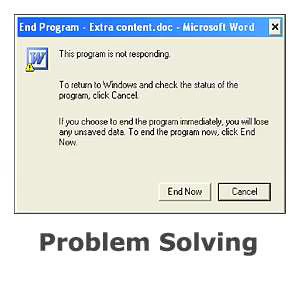 End Program - Extra content.doc - Microsoft Word
This program is not responding.
To return to Windows and check the status of the
program, click Cancel.
If you choose to end the program immediately, you will lose
any unsaved data. To end the program now, click End
Now.
End Now Cancel
Problem Solving